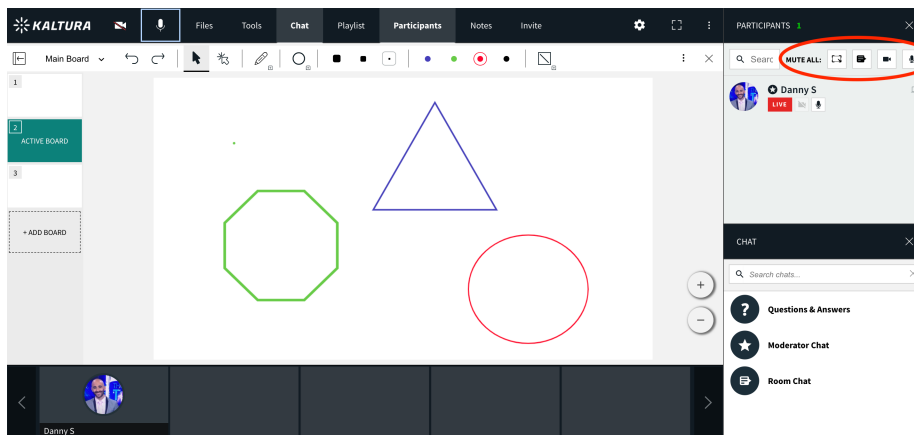 KALTURA
Files
Tools
Chat
Playlist
Participants
Notes
Invite
PARTICIPANTS 1
Main Board
Searc
MUTE ALL:
1
2
ACTIVE BOARD
3
+ ADD BOARD
Danny S
LIVE
CHAT
Search chats...
? Questions & Answers
Moderator Chat
Room Chat
Danny S